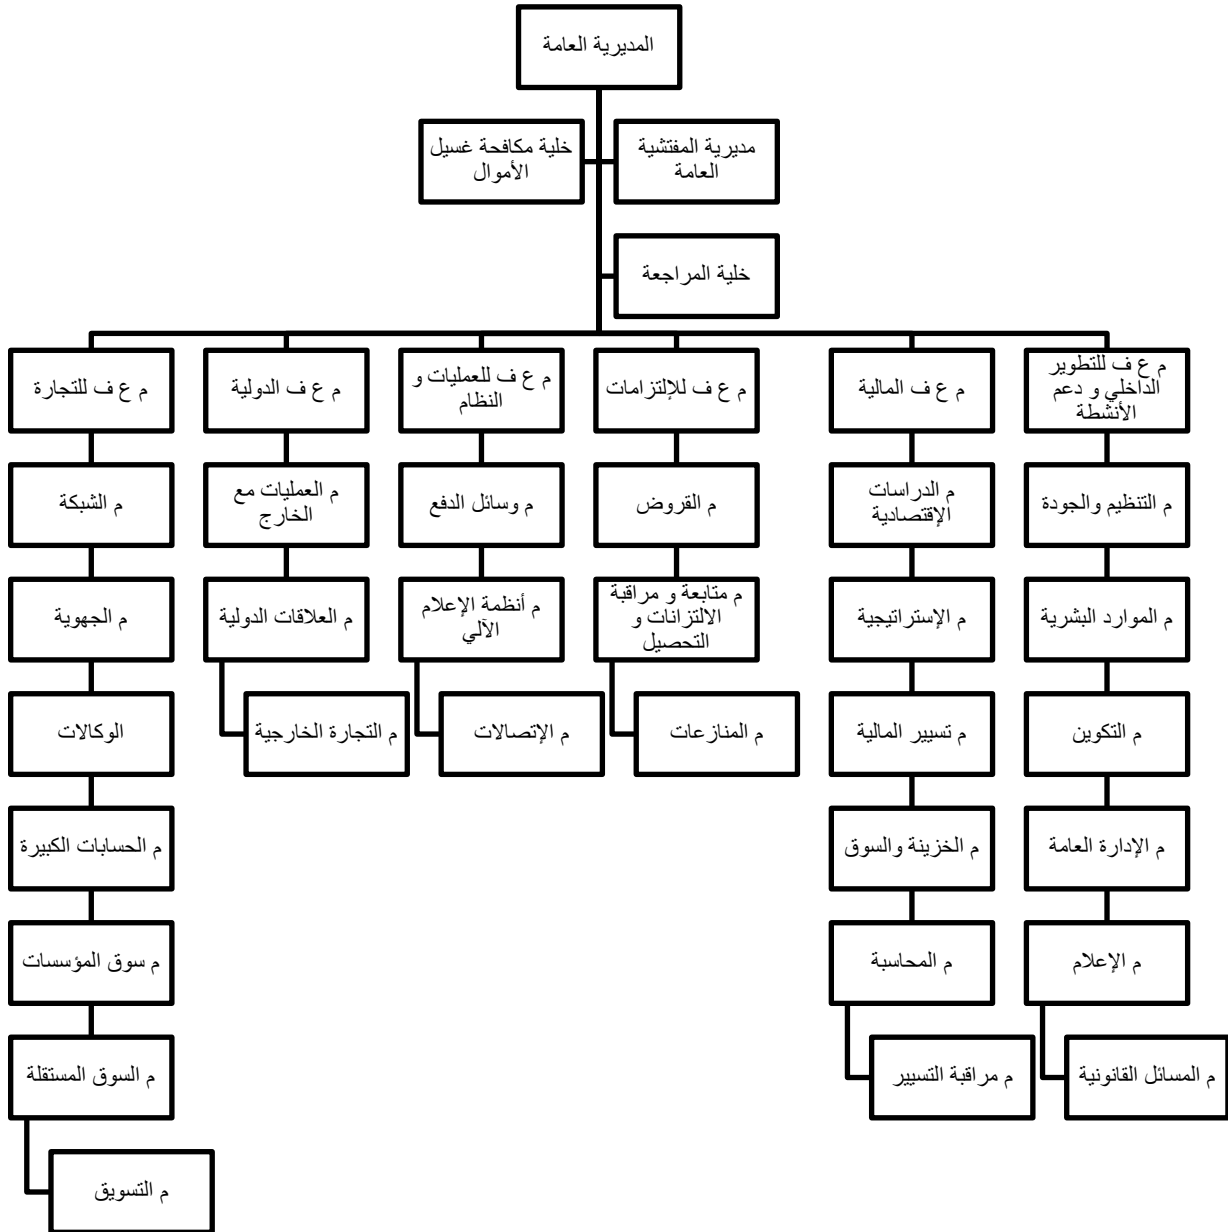 المديرية العامة
مديرية المفتشية
العامة
خلية مكافحة غسيل
الأموال
خلية المراجعة
م ع ف للتطوير
الداخلي و دعم
الأنشطة
م ع ف المالية
م ع ف للإلتزامات
م ع ف للعمليات و
النظام
م ع ف الدولية
م ع ف للتجارة
م التنظيم والجودة
م الدراسات
الإقتصادية
م القروض
م وسائل الدفع
م العمليات مع
الخارج
م الشبكة
م الموارد البشرية
م الإستراتيجية
م متابعة و مراقبة
الالتزانات و
التحصيل
م أنظمة الإعلام
الآلي
م العلاقات الدولية
م الجهوية
م التكوين
م تسيير المالية
م المنازعات
م الإتصالات
م التجارة الخارجية
الوكالات
م الإدارة العامة
م الخزينة والسوق
م الحسابات الكبيرة
م الإعلام
م المحاسبة
م سوق المؤسسات
م المسائل القانونية
م مراقبة التسيير
م السوق المستقلة
م التسويق